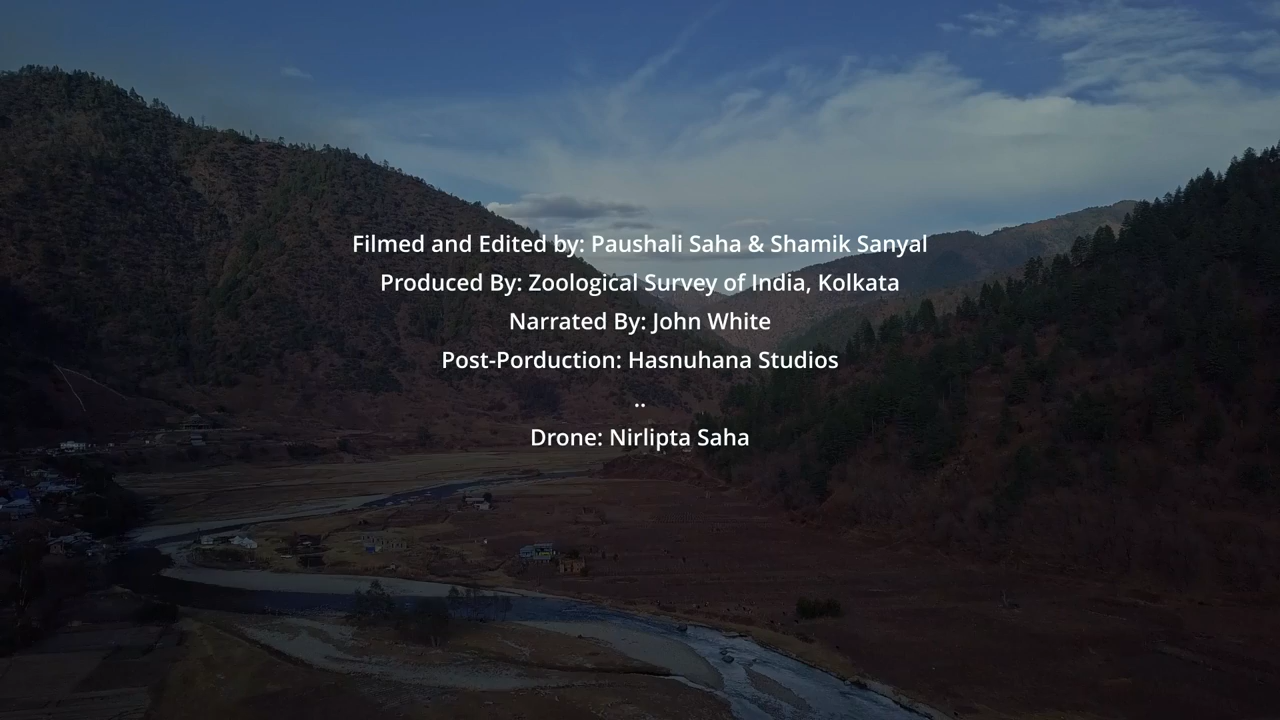 Filmed and Edited by: Paushali Saha & Shamik Sanyal
Produced By: Zoological Survey of India, Kolkata
Narrated By: John White
Post-Porduction: Hasnuhana Studios
..
Drone: Nirlipta Saha